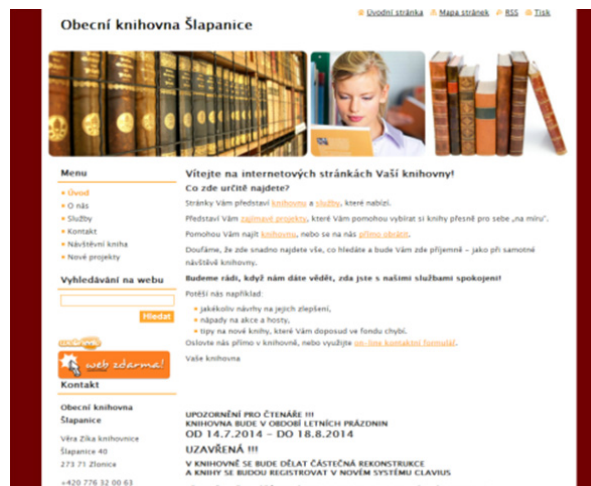 Úvodní stránka Mapa stránek RSS Tisk
Obecní knihovna Šlapanice
Menu
Úvod
O nás
Služby
Kontakt
Návštěvní kniha
Nové projekty
Vyhledávání na webu
Hledat
web zdarma!
Kontakt
Obecní knihovna
Šlapanice
Věra Zíka knihovnice
Šlapanice 40
273 71 Zlonice
+420 776 32 00 63
Vítejte na internetových stránkách Vaší knihovny!
Co zde určitě najdete?
Stránky Vám představí knihovnu a služby, které nabízí.
Představí Vám zajímavé projekty, které Vám pomohou vybírat si knihy přesně pro sebe „na míru".
Pomohou Vám najít knihovnu, nebo se na nás přímo obrátit.
Doufáme, že zde snadno najdete vše, co hledáte a bude Vám zde příjemně – jako při samotné
návštěvě knihovny.
Budeme rádi, když nám dáte vědět, zda jste s našimi službami spokojeni!
Potěší nás například:
jakékoliv návrhy na jejich zlepšení,
nápady na akce a hosty,
tipy na nové knihy, které Vám doposud ve fondu chybí.
Oslovte nás přímo v knihovně, nebo využijte on-line kontaktní formulář.
Vaše knihovna
UPOZORNĚNÍ PRO ČTENÁŘE !!!
KNIHOVNA BUDE V OBDOBÍ LETNÍCH PRÁZDNIN
OD 14.7.2014 - DO 18.8.2014
UZAVŘENÁ !!!
V KNIHOVNĚ SE BUDE DĚLAT ČÁSTEČNÁ REKONSTRUKCE
A KNIHY SE BUDOU REGISTROVAT V NOVÉM SYSTÉMU CLAVIUS